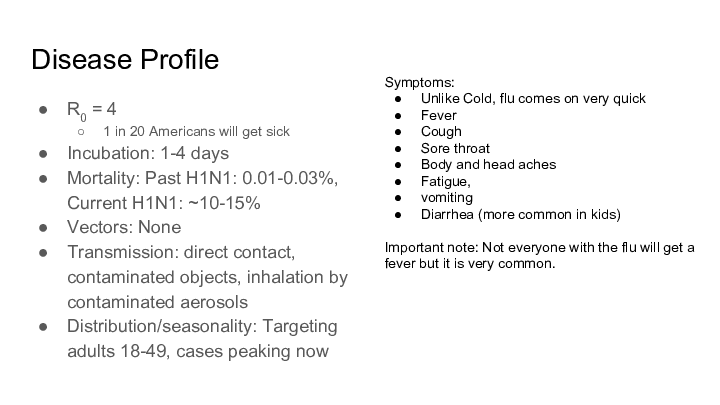 Disease Profile
● R0 = 4
○ 1 in 20 Americans will get sick
● Incubation: 1-4 days
● Mortality: Past H1N1: 0.01-0.03%,
Current H1N1: ~10-15%
● Vectors: None
● Transmission: direct contact,
contaminated objects, inhalation by
contaminated aerosols
● Distribution/seasonality: Targeting
adults 18-49, cases peaking now
Symptoms:
● Unlike Cold, flu comes on very quick
● Fever
● Cough
● Sore throat
● Body and head aches
● Fatigue,
● vomiting
● Diarrhea (more common in kids)
Important note: Not everyone with the flu will get a
fever but it is very common.